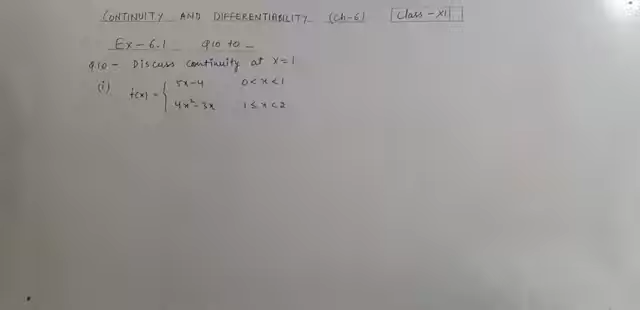 CONTINUITY AND DIFFERENTIABILITY (Ch-6) Class - XI
Ex - 6.1 Q10 to -
Q10 - Discuss continuity at x=1
(i) f(x) = { 5x-4 0<x<1
4x²-3x 1≤x<2